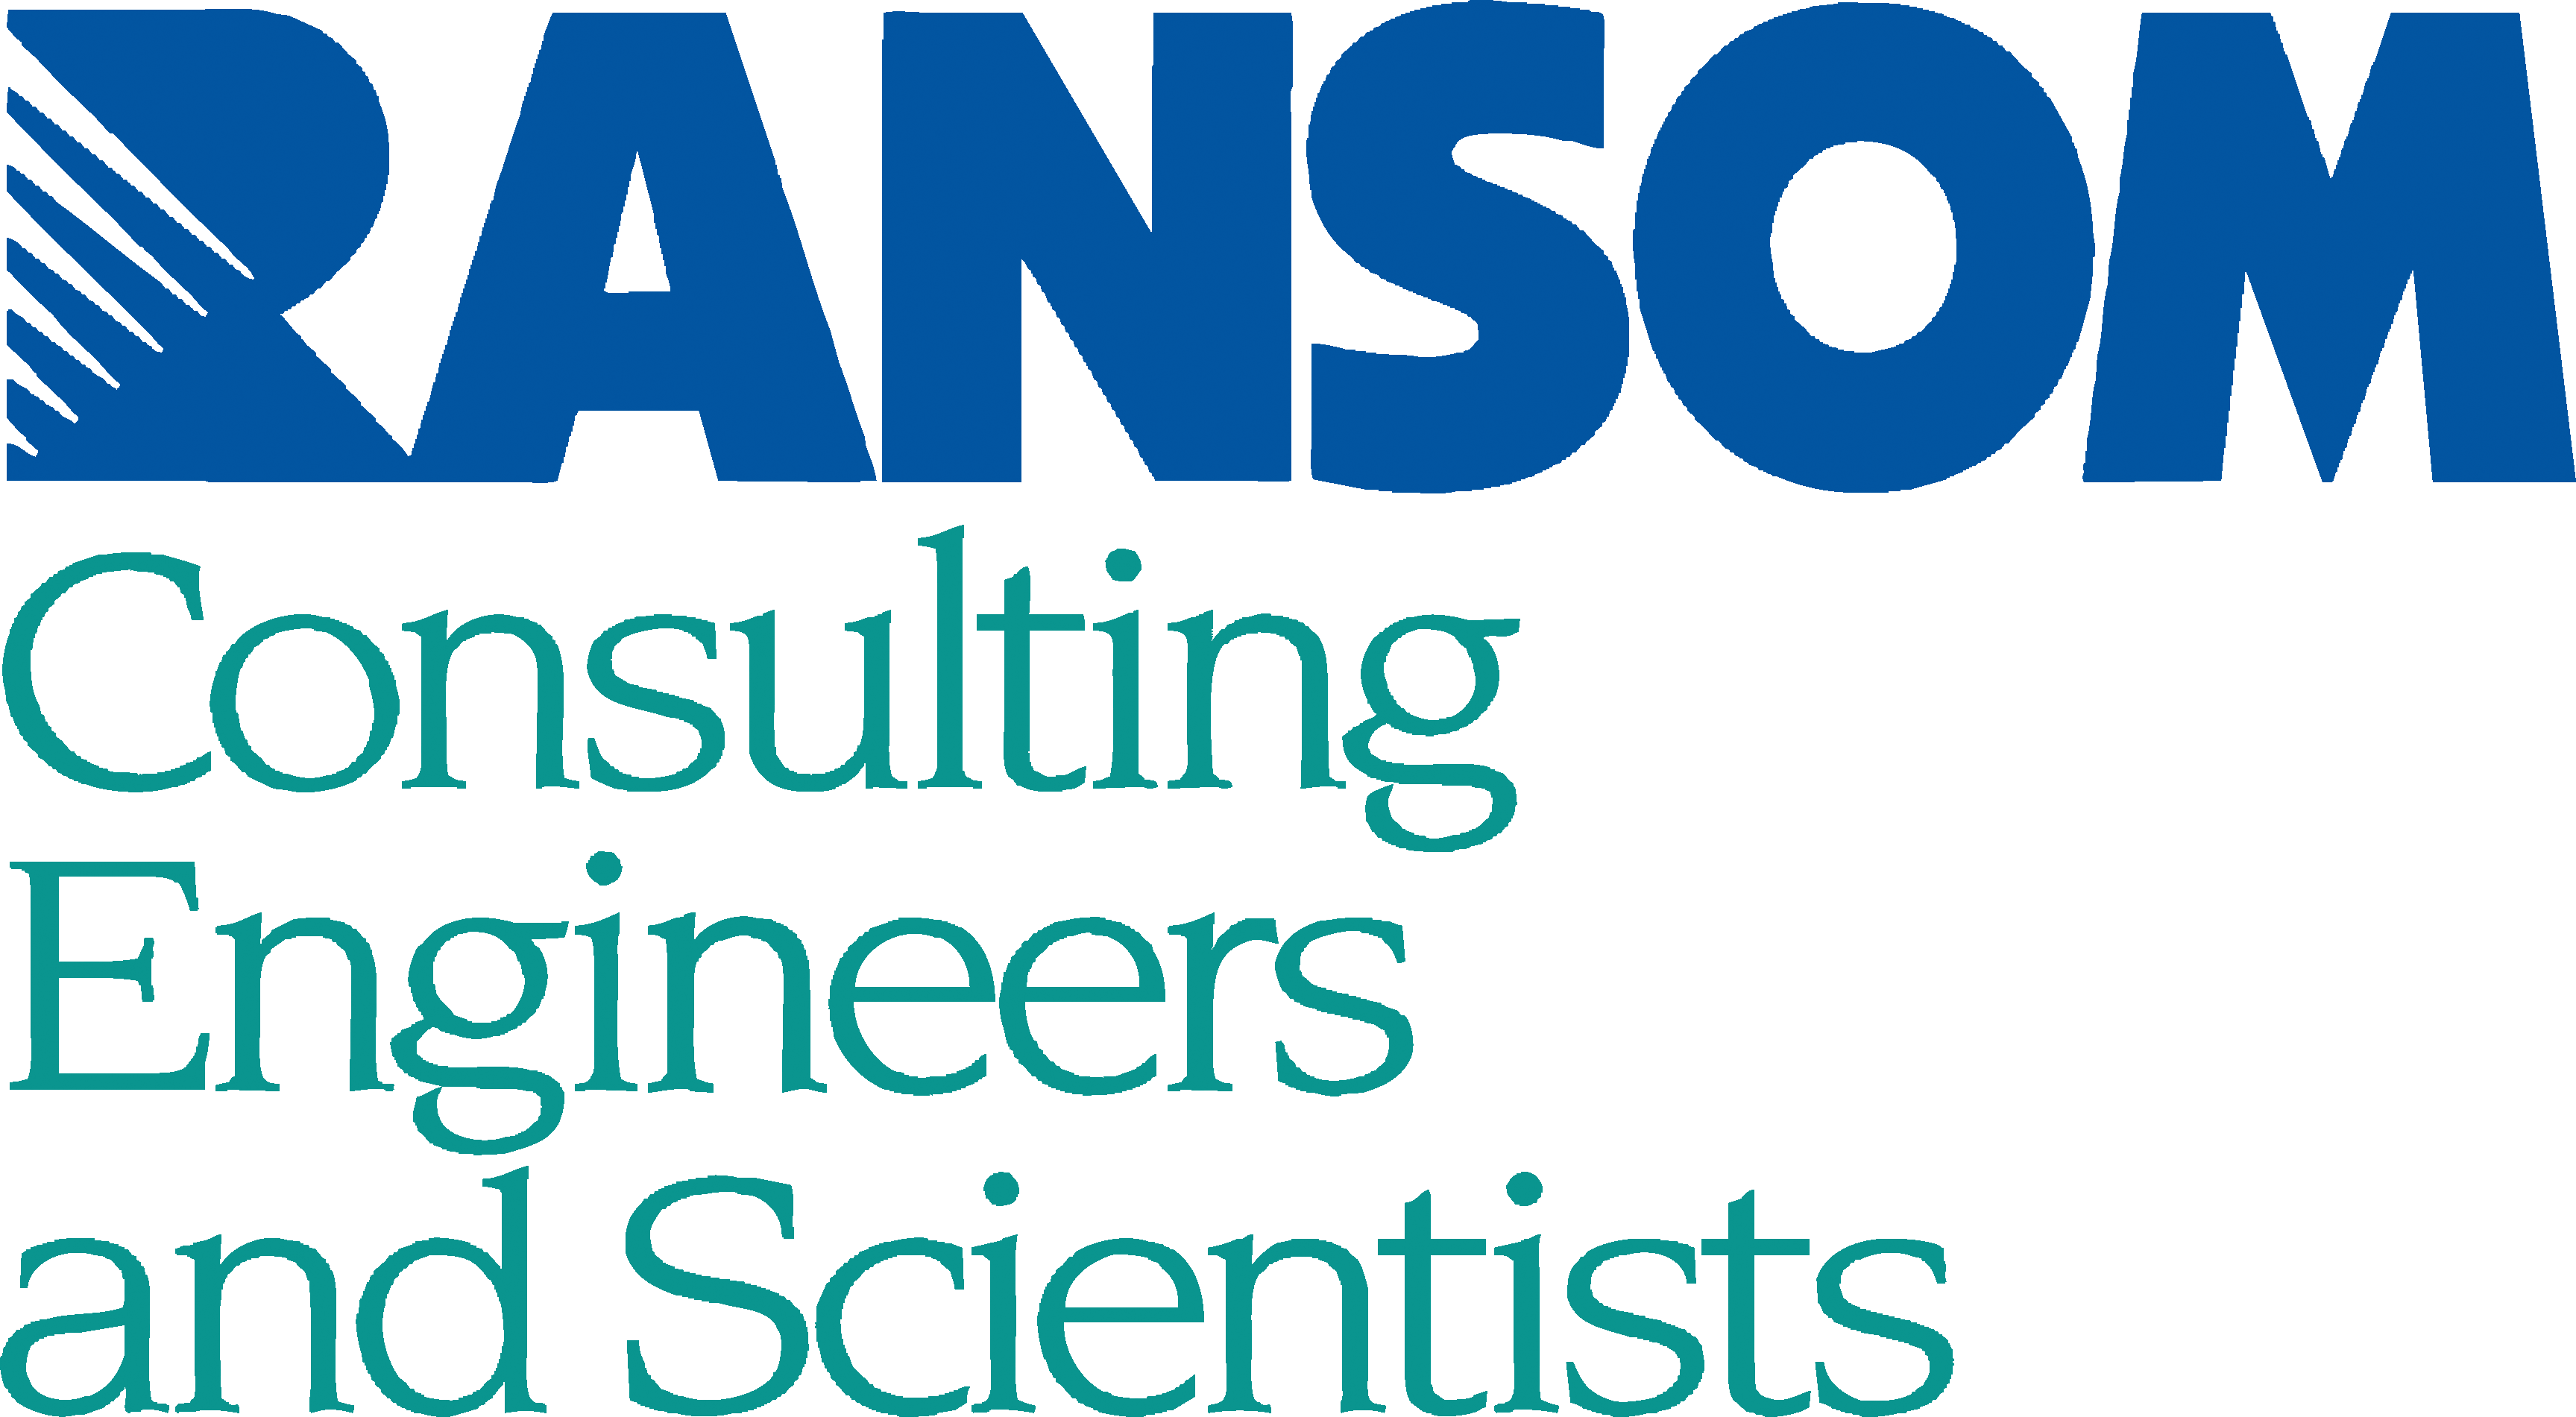 RANSOM
Consulting
Engineers
and Scientists